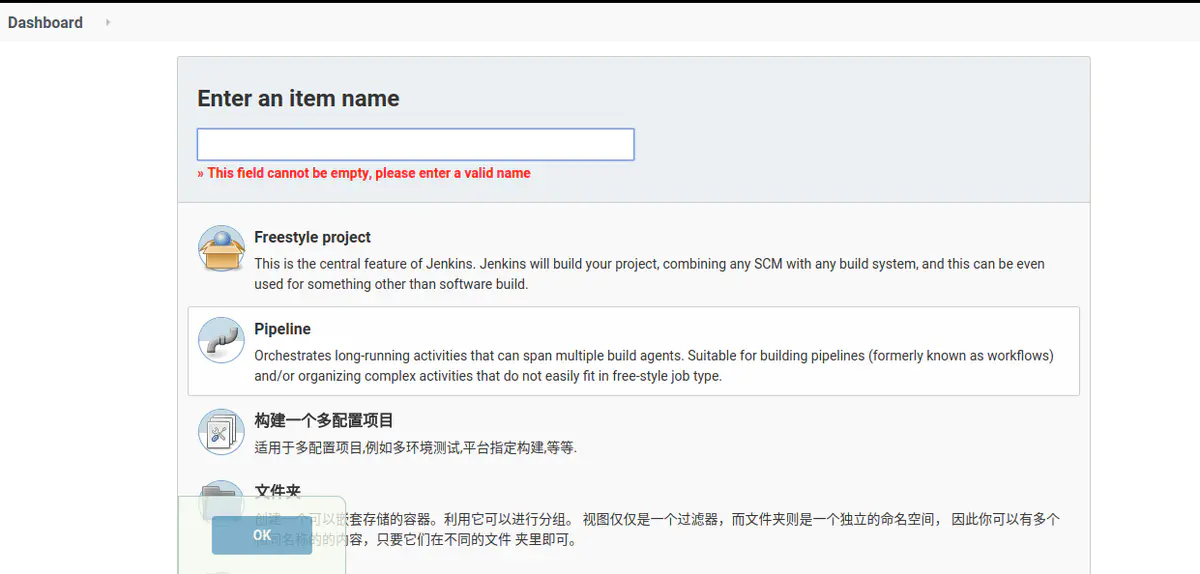 Dashboard
Enter an item name
» This field cannot be empty, please enter a valid name
Freestyle project
This is the central feature of Jenkins. Jenkins will build your project, combining any SCM with any build system, and this can be even
used for something other than software build.
Pipeline
Orchestrates long-running activities that can span multiple build agents. Suitable for building pipelines (formerly known as workflows)
and/or organizing complex activities that do not easily fit in free-style job type.
构建一个多配置项目
适用于多配置项目,例如多环境测试,平台指定构建,等等.
文件夹
创建一个可以嵌套存储的容器。利用它可以进行分组。 视图仅仅是一个过滤器，而文件夹则是一个独立的命名空间， 因此你可以有多个
相同名称的的内容，只要它们在不同的文件 夹里即可。
OK